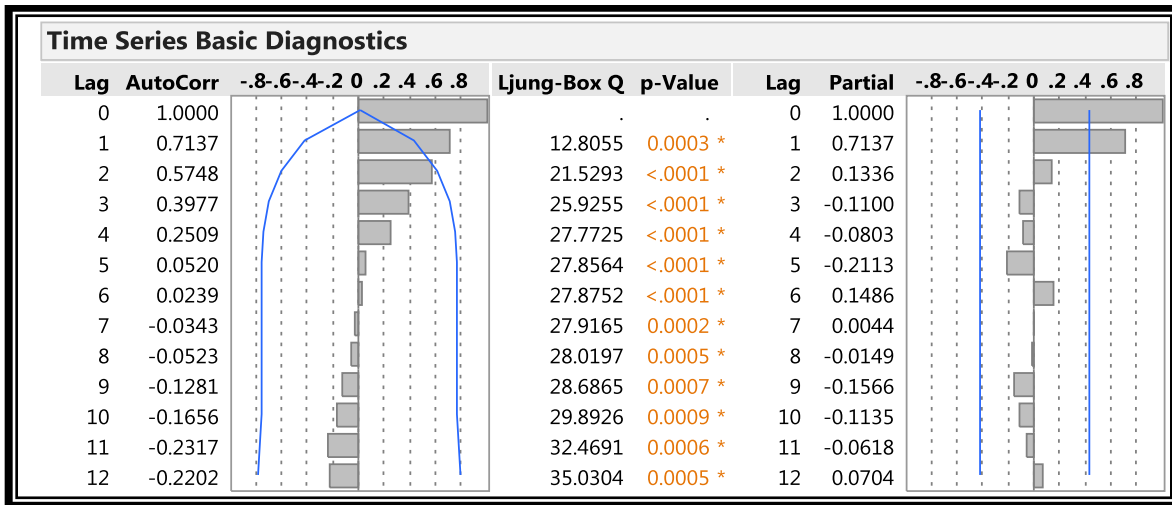 Time Series Basic Diagnostics
Lag AutoCorr -.8-.6-.4-.2 0 .2 .4 .6 .8 Ljung-Box Q p-Value Lag Partial -.8-.6-.4-.2 0 .2 .4 .6 .8
0 1.0000 . . 0 1.0000
1 0.7137 12.8055 0.0003 * 1 0.7137
2 0.5748 21.5293 <.0001 * 2 0.1336
3 0.3977 25.9255 <.0001 * 3 -0.1100
4 0.2509 27.7725 <.0001 * 4 -0.0803
5 0.0520 27.8564 <.0001 * 5 -0.2113
6 0.0239 27.8752 <.0001 * 6 0.1486
7 -0.0343 27.9165 0.0002 * 7 0.0044
8 -0.0523 28.0197 0.0005 * 8 -0.0149
9 -0.1281 28.6865 0.0007 * 9 -0.1566
10 -0.1656 29.8926 0.0009 * 10 -0.1135
11 -0.2317 32.4691 0.0006 * 11 -0.0618
12 -0.2202 35.0304 0.0005 * 12 0.0704